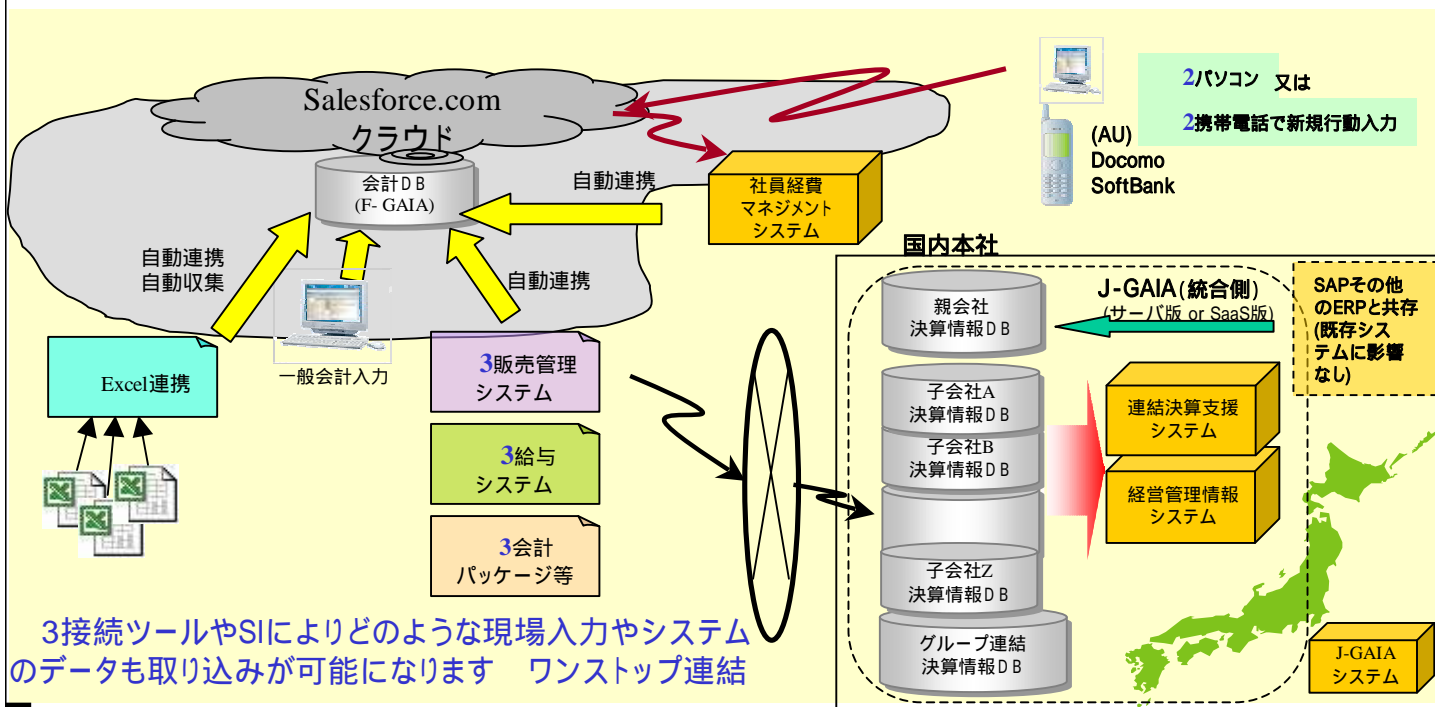 Salesforce.com
クラウド
会計DB
(F- GAIA)
自動連携
社員経費
マネジメント
システム
2パソコン 又は
2携帯電話で新規行動入力
(AU)
Docomo
SoftBank
自動連携
自動収集
自動連携
一般会計入力
Excel連携
3販売管理
システム
3給与
システム
3会計
パッケージ等
3接続ツールやSIによりどのような現場入力やシステム
のデータも取り込みが可能になります ワンストップ連結
国内本社
J-GAIA(統合側)
(サーバ版 or SaaS版)
SAPその他
のERPと共存
(既存シス
テムに影響
なし)
親会社
決算情報DB
子会社A
決算情報DB
子会社B
決算情報DB
子会社Z
決算情報DB
グループ連結
決算情報DB
連結決算支援
システム
経営管理情報
システム
J-GAIA
システム